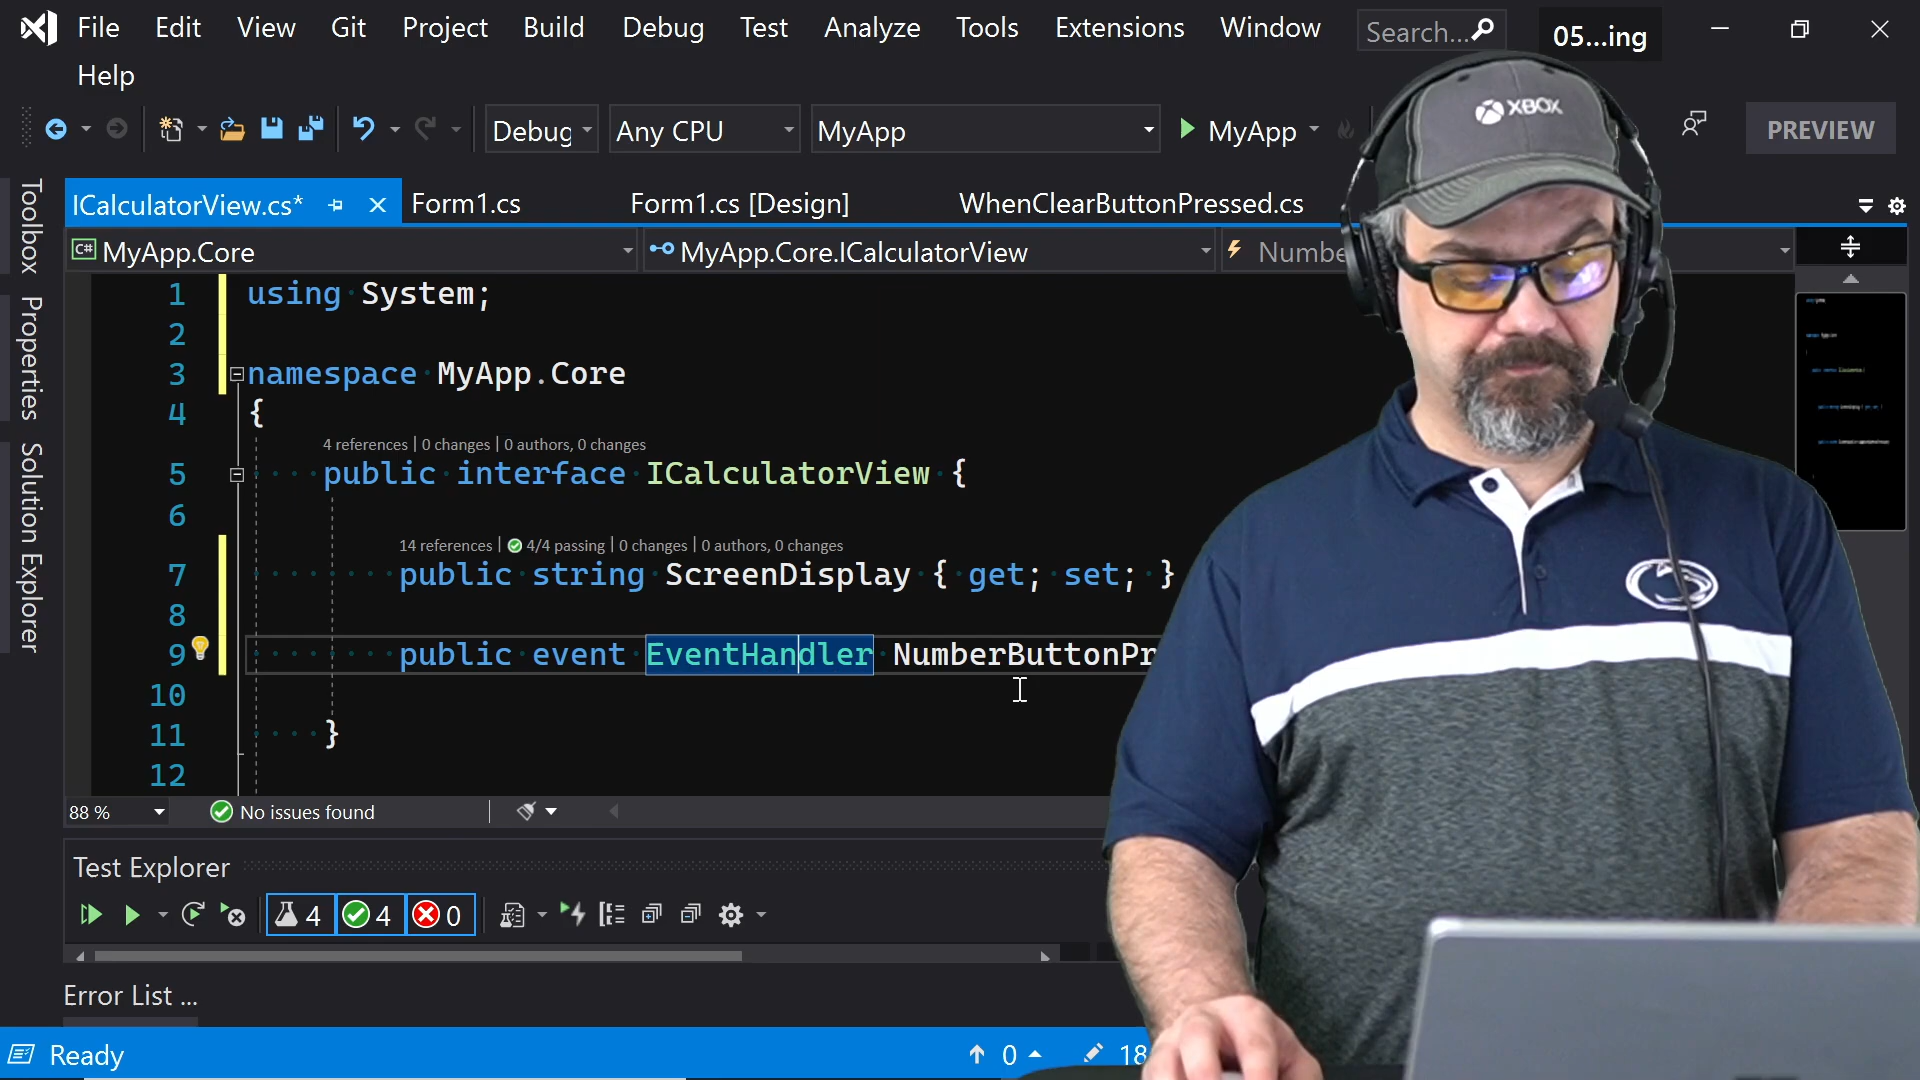 File Edit View Git Project Build Debug Test Analyze Tools Extensions Window Search... 05...ing
Help
Debug Any CPU MyApp MyApp PREVIEW
XBOX
Toolbox
Properties
Solution Explorer
ICalculatorView.cs* Form1.cs Form1.cs [Design] WhenClearButtonPressed.cs
C# MyApp.Core MyApp.Core.ICalculatorView Numbe
1 using System;
2
3 namespace MyApp.Core
4 {
4 references | 0 changes | 0 authors, 0 changes
5 public interface ICalculatorView {
6
14 references | 4/4 passing | 0 changes | 0 authors, 0 changes
7 public string ScreenDisplay { get; set; }
8
9 public event EventHandler NumberButtonPr
10
11 }
12
88 % No issues found
Test Explorer
4 4 0
Error List ...
Ready 0 18